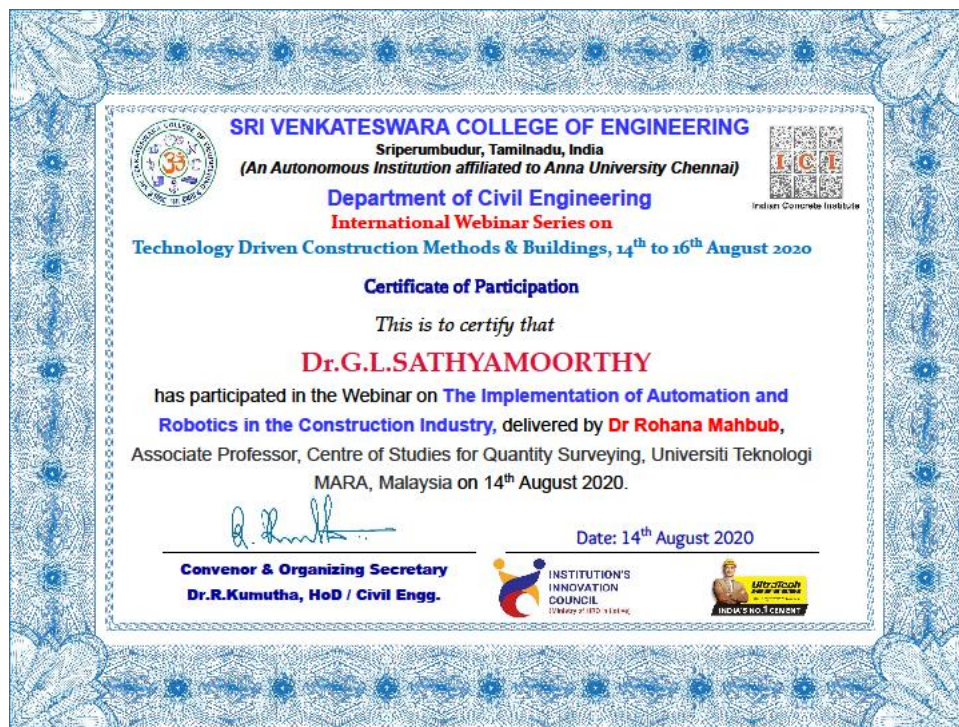 SRI VENKATESWARA COLLEGE OF ENGINEERING
Sriperumbudur, Tamilnadu, India
(An Autonomous Institution affiliated to Anna University Chennai)
ICI
Indian Concrete Institute
Department of Civil Engineering
International Webinar Series on
Technology Driven Construction Methods & Buildings, 14th to 16th August 2020
Certificate of Participation
This is to certify that
Dr.G.L.SATHYAMOORTHY
has participated in the Webinar on The Implementation of Automation and
Robotics in the Construction Industry, delivered by Dr Rohana Mahbub,
Associate Professor, Centre of Studies for Quantity Surveying, Universiti Teknologi
MARA, Malaysia on 14th August 2020.
Date: 14th August 2020
Convenor & Organizing Secretary
Dr.R.Kumutha, HoD / Civil Engg.
INSTITUTION'S
INNOVATION
COUNCIL
UltraTech
INDIA'S NO.1 CEMENT